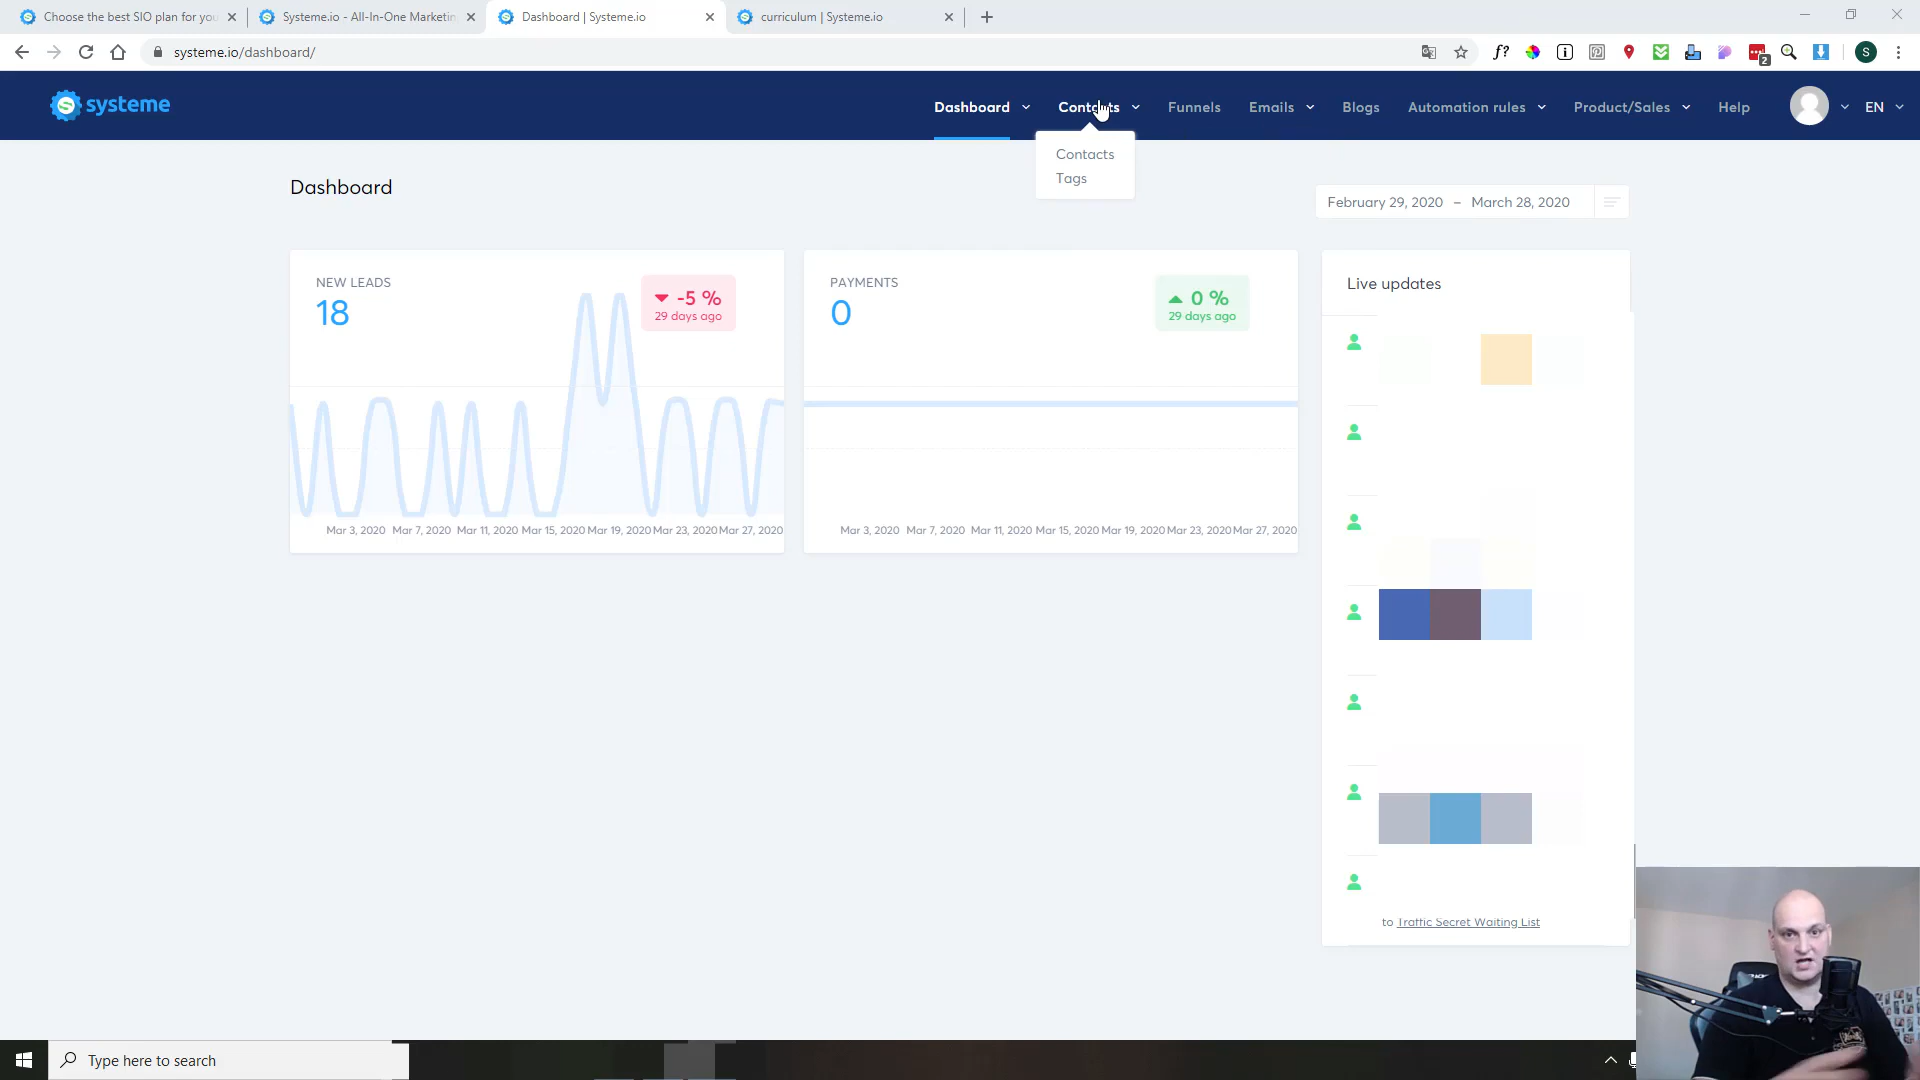 Choose the best SIO plan for you
Systeme.io - All-In-One Marketin
Dashboard | Systeme.io
curriculum | Systeme.io
systeme.io/dashboard/
2
S
systeme
Dashboard
Contacts
Funnels
Emails
Blogs
Automation rules
Product/Sales
Help
EN
Contacts
Tags
Dashboard
February 29, 2020 – March 28, 2020
NEW LEADS
18
-5 %
29 days ago
Mar 3, 2020 Mar 7, 2020 Mar 11, 2020 Mar 15, 2020 Mar 19, 2020 Mar 23, 2020 Mar 27, 2020
PAYMENTS
0
0 %
29 days ago
Mar 3, 2020 Mar 7, 2020 Mar 11, 2020 Mar 15, 2020 Mar 19, 2020 Mar 23, 2020 Mar 27, 2020
Live updates
to Traffic Secret Waiting List
Type here to search